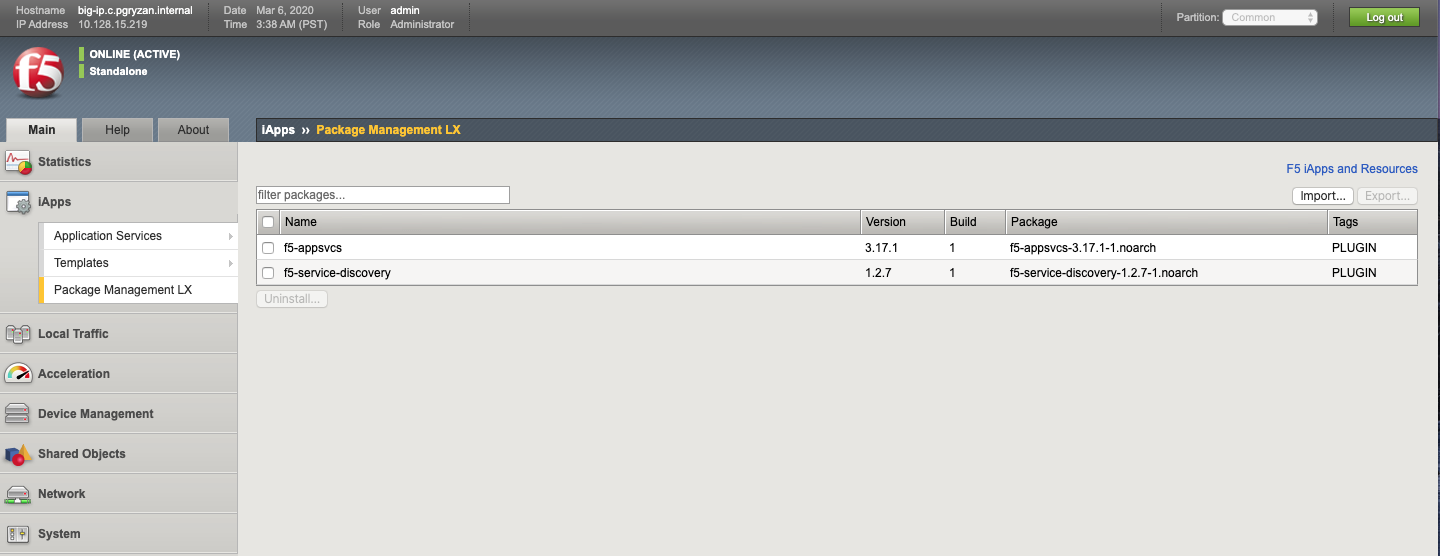 Hostname big-ip.c.pgryzan.internal Date Mar 6, 2020 User admin
IP Address 10.128.15.219 Time 3:38 AM (PST) Role Administrator
Partition: Common Log out
f5
ONLINE (ACTIVE)
Standalone
Main Help About
iApps ›› Package Management LX
Statistics
iApps
Application Services
Templates
Package Management LX
Local Traffic
Acceleration
Device Management
Shared Objects
Network
System
F5 iApps and Resources
filter packages... Import... Export...
Name Version Build Package Tags
f5-appsvcs 3.17.1 1 f5-appsvcs-3.17.1-1.noarch PLUGIN
f5-service-discovery 1.2.7 1 f5-service-discovery-1.2.7-1.noarch PLUGIN
Uninstall...